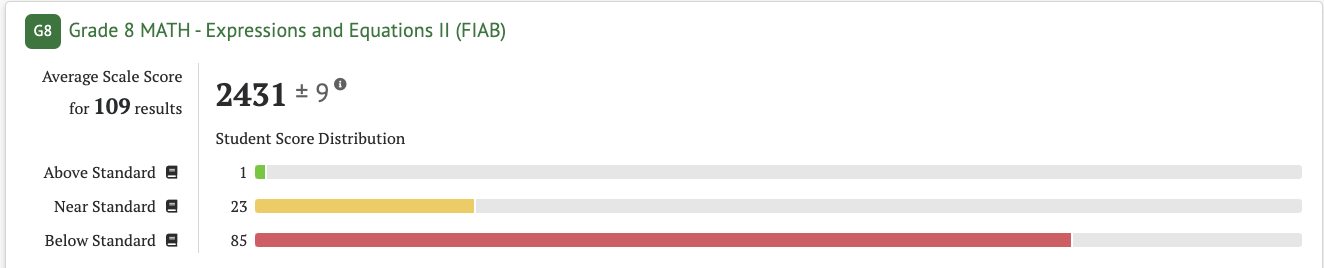 G8 Grade 8 MATH - Expressions and Equations II (FIAB)
Average Scale Score
for 109 results
2431 ± 9
Student Score Distribution
Above Standard 1
Near Standard 23
Below Standard 85